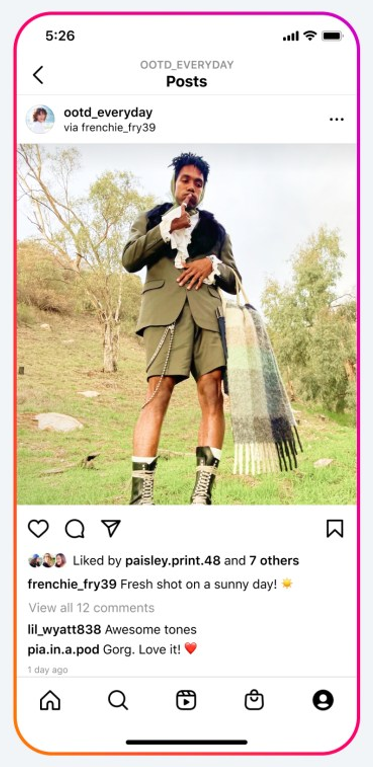 5:26
OOTD_EVERYDAY
Posts
ootd_everyday
via frenchie_fry39
Liked by paisley.print.48 and 7 others
frenchie_fry39 Fresh shot on a sunny day! ☀️
View all 12 comments
lil_wyatt838 Awesome tones
pia.in.a.pod Gorg. Love it! ❤️
1 day ago